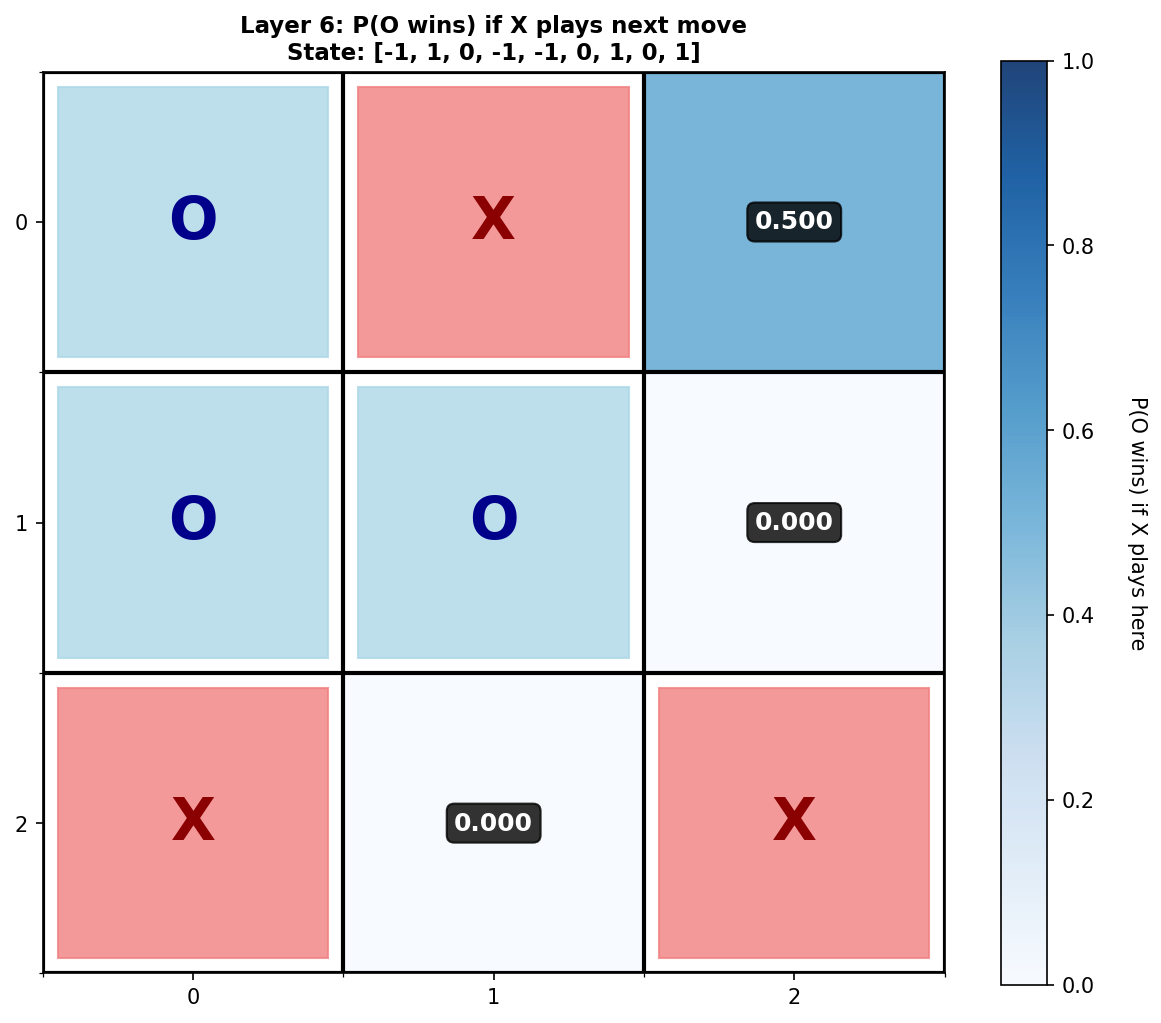 Layer 6: P(O wins) if X plays next move
State: [-1, 1, 0, -1, -1, 0, 1, 0, 1]
1.0
0.8
0.6
0.4
0.2
0.0
P(O wins) if X plays here
0
O
X
0.500
1
O
O
0.000
2
X
0.000
X
0
1
2